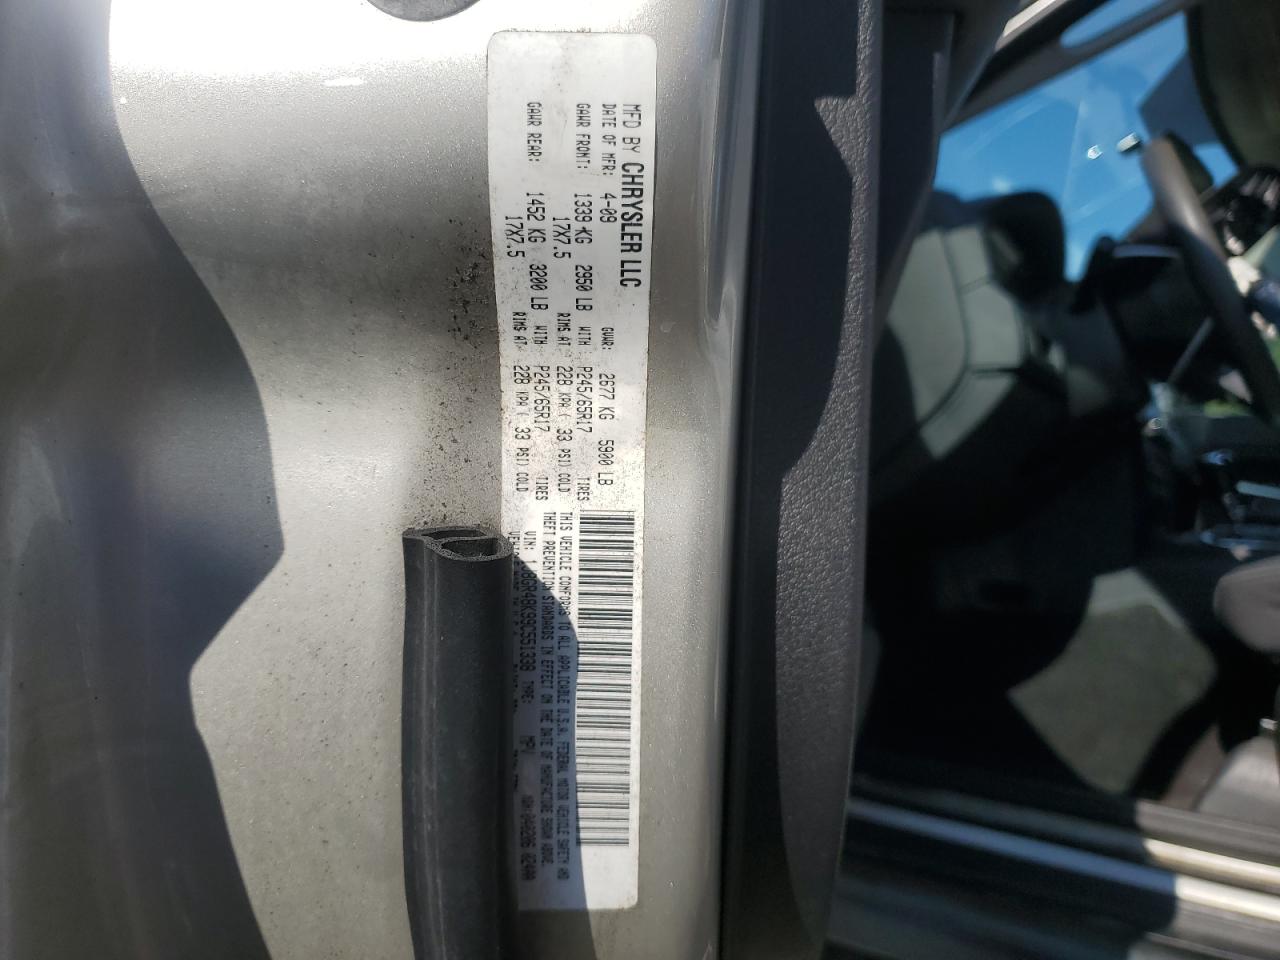 MFD BY CHRYSLER LLC
DATE OF MFR: 4-09 GVWR: 2677 KG 5900 LB
GAWR FRONT: 1339 KG 2950 LB WITH P245/65R17 TIRES
17X7.5 RIMS AT 228 KPA ( 33 PSI) COLD
GAWR REAR: 1452 KG 3200 LB WITH P245/65R17 TIRES
17X7.5 RIMS AT 228 KPA ( 33 PSI) COLD
THIS VEHICLE CONFORMS TO ALL APPLICABLE U.S.A. FEDERAL MOTOR VEHICLE SAFETY AND
THEFT PREVENTION STANDARDS IN EFFECT ON THE DATE OF MANUFACTURE SHOWN ABOVE.
VIN: 1J8GR48K99C551338 TYPE: MPV